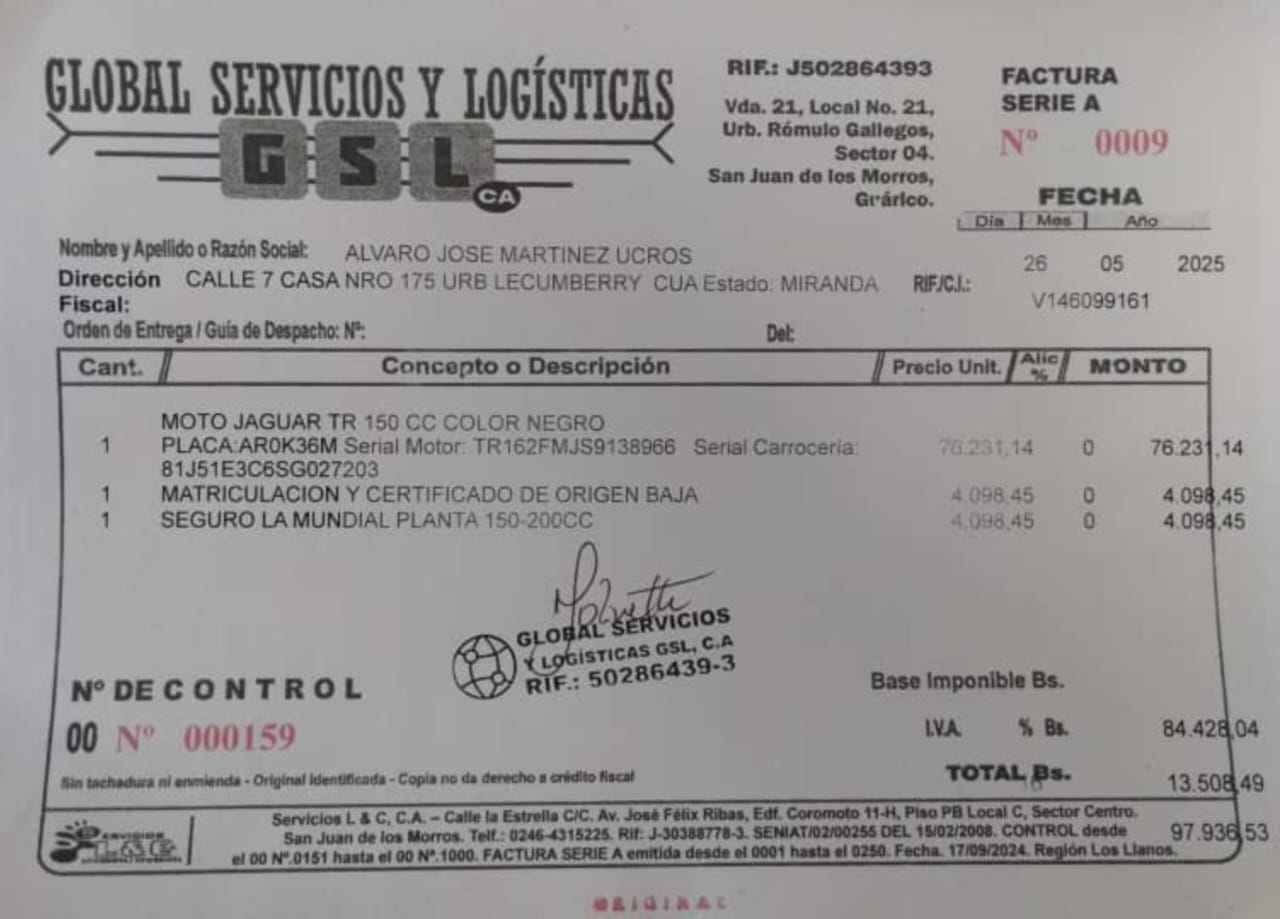 GLOBAL SERVICIOS Y LOGÍSTICAS
GSL
CA
RIF.: J502864393
Vda. 21, Local No. 21,
Urb. Rómulo Gallegos,
Sector 04.
San Juan de los Morros,
Guárico.
FACTURA
SERIE A
Nº 0009
FECHA
Día Mes Año
26 05 2025
Nombre y Apellido o Razón Social: ALVARO JOSE MARTINEZ UCROS
Dirección CALLE 7 CASA NRO 175 URB LECUMBERRY CUA Estado: MIRANDA RIF/C.I.:
Fiscal: V146099161
Orden de Entrega / Guía de Despacho: Nº: Del:
Cant. Concepto o Descripción Precio Unit. Alic % MONTO
MOTO JAGUAR TR 150 CC COLOR NEGRO
1 PLACA:AR0K36M Serial Motor: TR162FMJS9138966 Serial Carroceria: 76.231,14 0 76.231,14
81J51E3C6SG027203
1 MATRICULACION Y CERTIFICADO DE ORIGEN BAJA 4.098,45 0 4.098,45
1 SEGURO LA MUNDIAL PLANTA 150-200CC 4.098,45 0 4.098,45
GLOBAL SERVICIOS
Y LOGÍSTICAS GSL, C.A
RIF.: 50286439-3
Nº DE CONTROL
00 Nº 000159
Base Imponible Bs.
I.V.A. % Bs. 84.428,04
TOTAL Bs.
16 13.508,49
97.936,53
Sin tachadura ni enmienda - Original Identificada - Copia no da derecho a crédito fiscal
SERVICIOS
L&C
Servicios L & C, C.A. – Calle la Estrella C/C. Av. José Félix Ribas, Edf. Coromoto 11-H, Piso PB Local C, Sector Centro.
San Juan de los Morros. Telf.: 0246-4315225. Rif: J-30388778-3. SENIAT/02/00255 DEL 15/02/2008. CONTROL desde
el 00 Nº.0151 hasta el 00 Nº.1000. FACTURA SERIE A emitida desde el 0001 hasta el 0250. Fecha. 17/09/2024. Región Los Llanos.
ORIGINAL